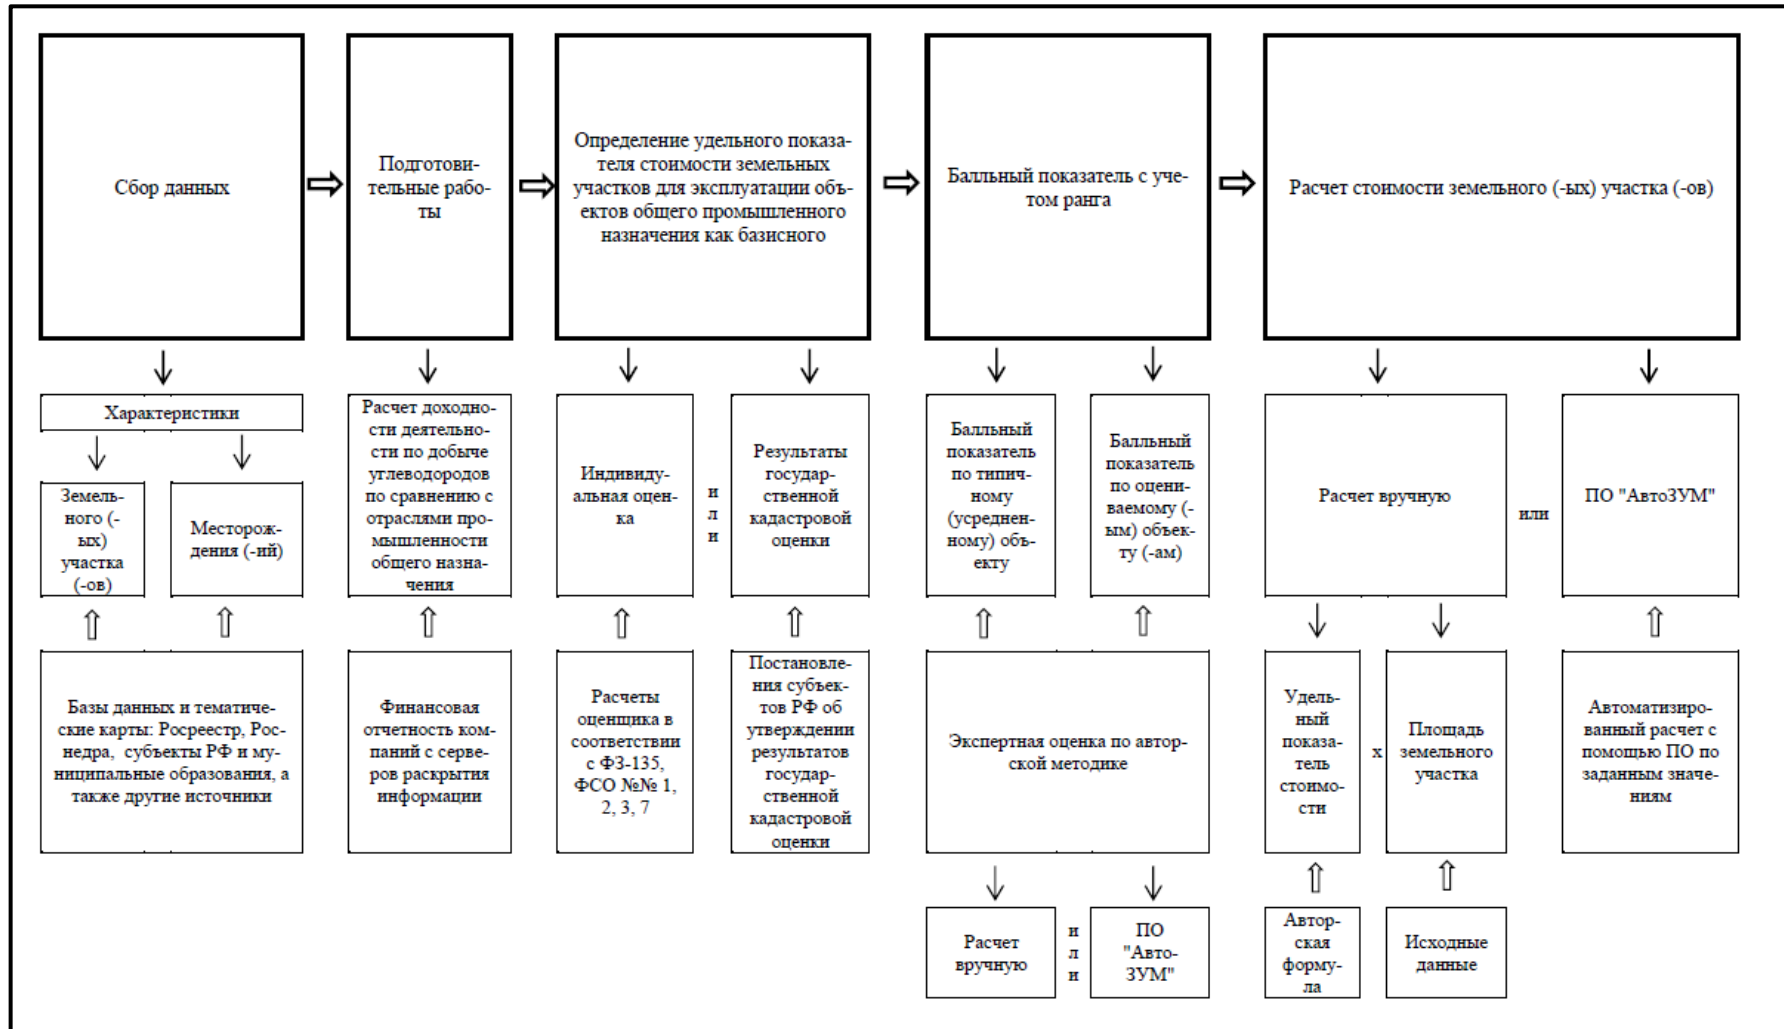 Сбор данных
Подготови-
тельные рабо-
ты
Определение удельного показа-
теля стоимости земельных
участков для эксплуатации объ-
ектов общего промышленного
назначения как базисного
Балльный показатель с уче-
том ранга
Расчет стоимости земельного (-ых) участка (-ов)
Характеристики
Земель-
ного (-
ых)
участка
(-ов)
Месторож-
дения (-ий)
Расчет доходно-
сти деятельно-
сти по добыче
углеводородов
по сравнению с
отраслями про-
мышленности
общего назна-
чения
Индивиду-
альная оцен-
ка
и
л
и
Результаты
государ-
ственной
кадастровой
оценки
Балльный
показатель
по типич-
ному
(усреднен-
ному) объ-
екту
Балльный
показатель
по оцени-
ваемому (-
ым) объек-
ту (-ам)
Расчет вручную
или
ПО "АвтоЗУМ"
Базы данных и тематиче-
ские карты: Росреестр, Рос-
недра, субъекты РФ и му-
ниципальные образования, а
также другие источники
Финансовая
отчетность ком-
паний с серве-
ров раскрытия
информации
Расчеты
оценщика в
соответствии
с ФЗ-135,
ФСО №№ 1,
2, 3, 7
Постановле-
ния субъек-
тов РФ об
утверждении
результатов
государ-
ственной
кадастровой
оценки
Экспертная оценка по автор-
ской методике
Удель-
ный
показа-
тель
стоимо-
сти
х
Площадь
земельного
участка
Автоматизиро-
ванный расчет с
помощью ПО по
заданным значе-
ниям
Расчет
вручную
и
л
и
ПО
"Авто-
ЗУМ"
Автор-
ская
форму-
ла
Исходные
данные